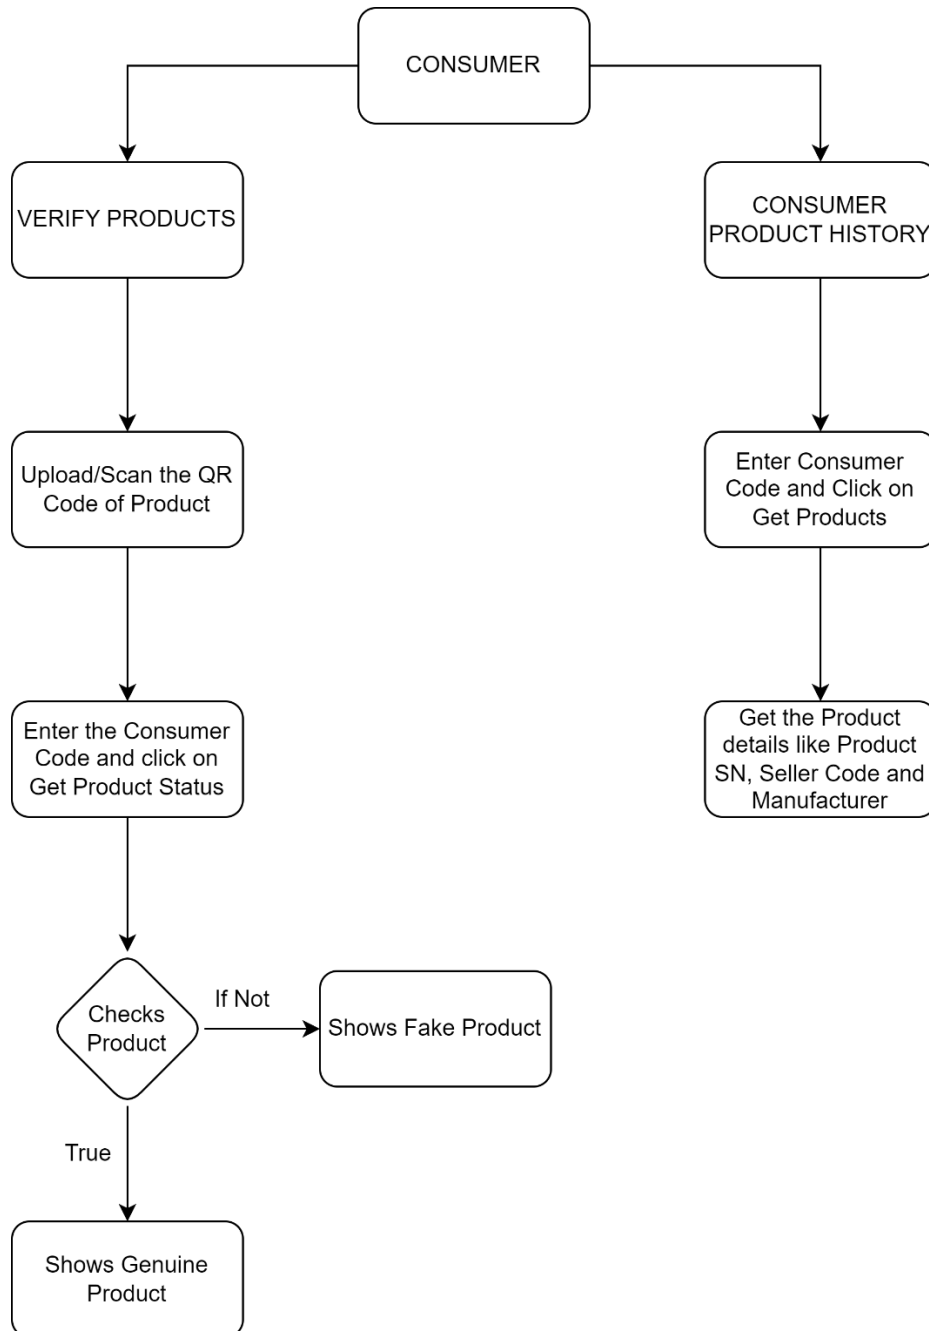 CONSUMER
VERIFY PRODUCTS
CONSUMER
PRODUCT HISTORY
Upload/Scan the QR
Code of Product
Enter Consumer
Code and Click on
Get Products
Enter the Consumer
Code and click on
Get Product Status
Get the Product
details like Product
SN, Seller Code and
Manufacturer
Checks
Product
If Not
Shows Fake Product
True
Shows Genuine
Product